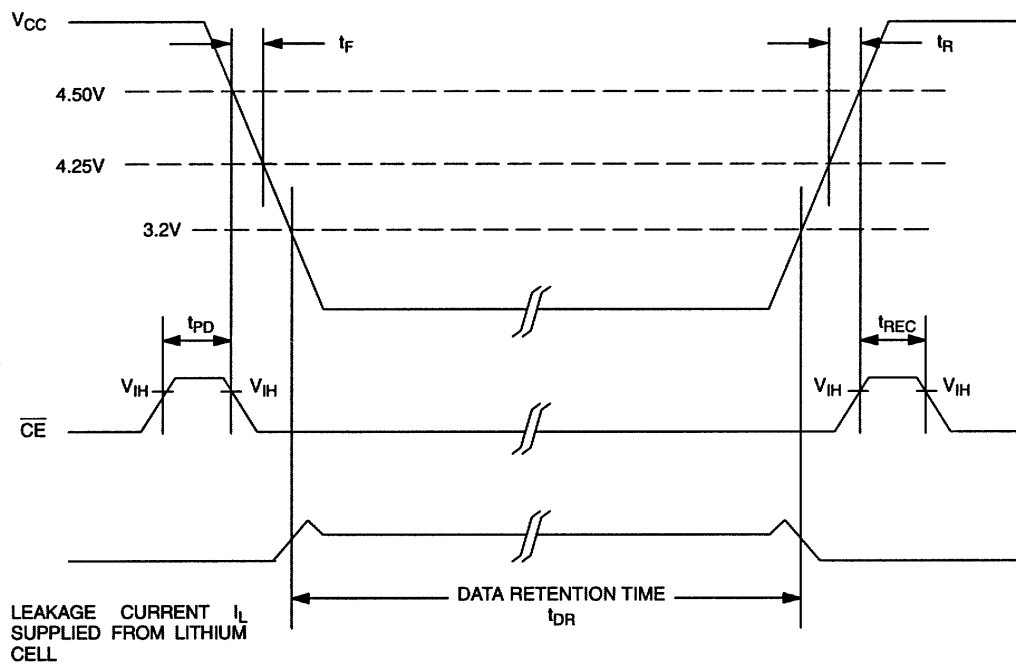 VCC
tF
tR
4.50V
4.25V
3.2V
tPD
tREC
VIH
VIH
VIH
VIH
CE
DATA RETENTION TIME
tDR
LEAKAGE CURRENT IL
SUPPLIED FROM LITHIUM
CELL